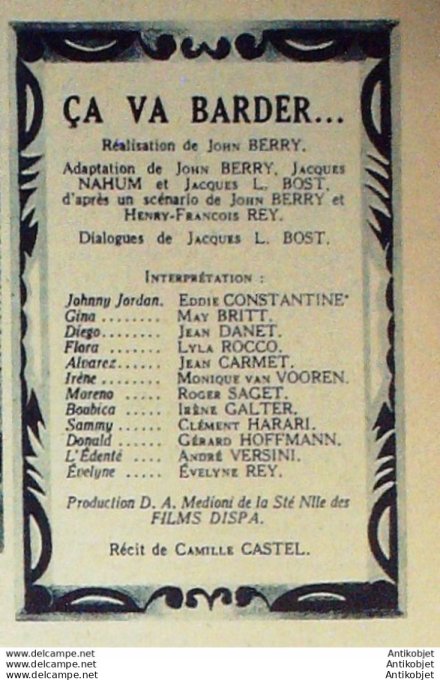 ÇA VA BARDER...
Réalisation de JOHN BERRY.
Adaptation de JOHN BERRY, JACQUES
NAHUM et JACQUES L. BOST,
d'après un scénario de JOHN BERRY et
HENRY-FRANCOIS REY.
Dialogues de JACQUES L. BOST.
INTERPRÉTATION :
Johnny Jordan. EDDIE CONSTANTINE*
Gina ......... MAY BRITT.
Diego........ JEAN DANET.
Flora ....... LYLA ROCCO.
Alvarez...... JEAN CARMET.
Irène........ MONIQUE VAN VOOREN.
Moreno ..... ROGER SAGET.
Boabica ..... IRÈNE GALTER.
Sammy ...... CLÉMENT HARARI.
Donald ...... GÉRARD HOFFMANN.
L'Édenté .... ANDRÉ VERSINI.
Évelyne ..... ÉVELYNE REY.
Production D. A. Medioni de la Sté Nlle des
FILMS DISPA.
Récit de CAMILLE CASTEL.
www.delcampe.net Antikobjet
www.delcampe.net Antikobjet